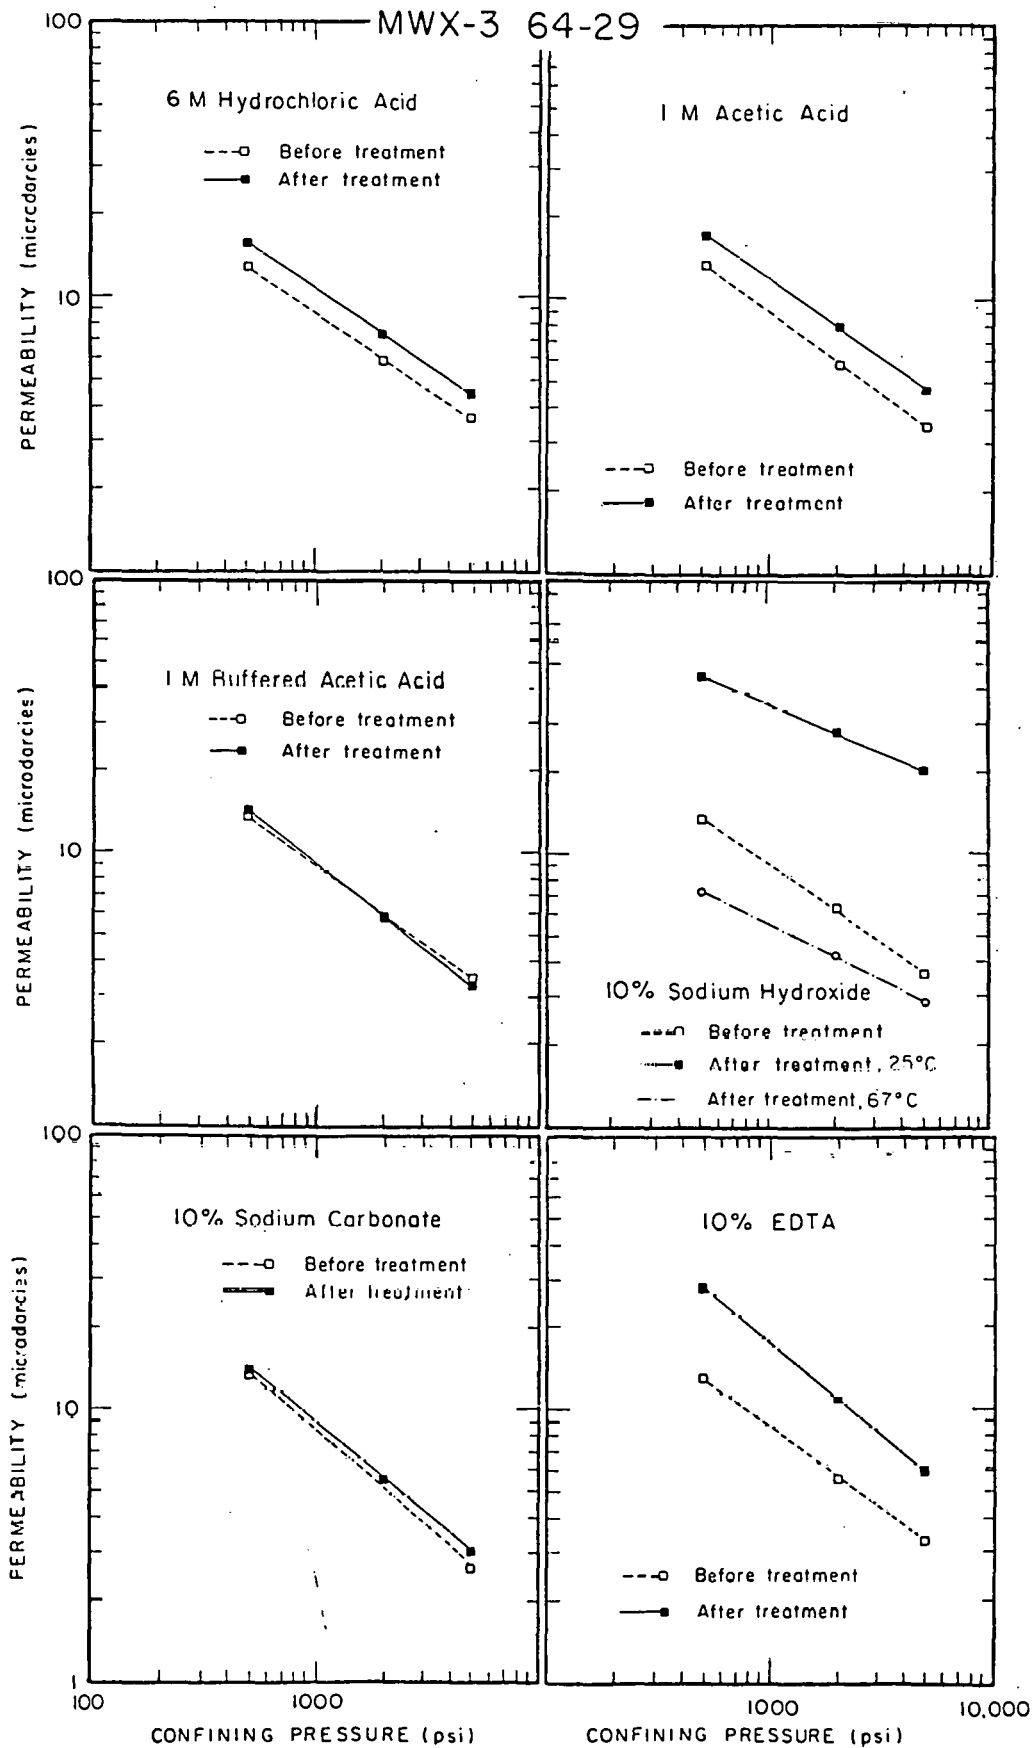 MWX-3 64-29
100
6 M Hydrochloric Acid
Before treatment
After treatment
10
PERMEABILITY (microdarcies)
1 M Acetic Acid
Before treatment
After treatment
100
1 M Buffered Acetic Acid
Before treatment
After treatment
10
PERMEABILITY (microdarcies)
10% Sodium Hydroxide
Before treatment
After treatment, 25°C
After treatment, 67°C
100
10% Sodium Carbonate
Before treatment
After treatment
10
PERMEABILITY (microdarcies)
1
100
1000
CONFINING PRESSURE (psi)
10% EDTA
Before treatment
After treatment
1000
10,000
CONFINING PRESSURE (psi)